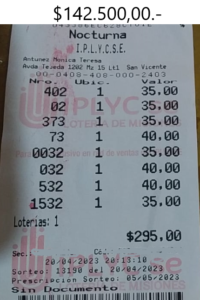 $142.500,00.-
Nocturna
I.P.L.Y.C.S.E.
Antunez Monica Teresa
Avda.Tejeda 1202 Mz 15 Ltl San Vicente
00-0408-408-000-2403
Nro. Ubic. Valor
402 1 35.00
02 1 35.00
373 1 35.00
73 1 40.00
0032 1 35.00
032 1 40.00
532 1 40.00
1532 1 35.00
Loterias: 1
$295.00
20/04/2023 20:13:10
Sorteo: 13190 del 20/04/2023
Prescripcion Sorteo: 05/05/2023
Sin Documento